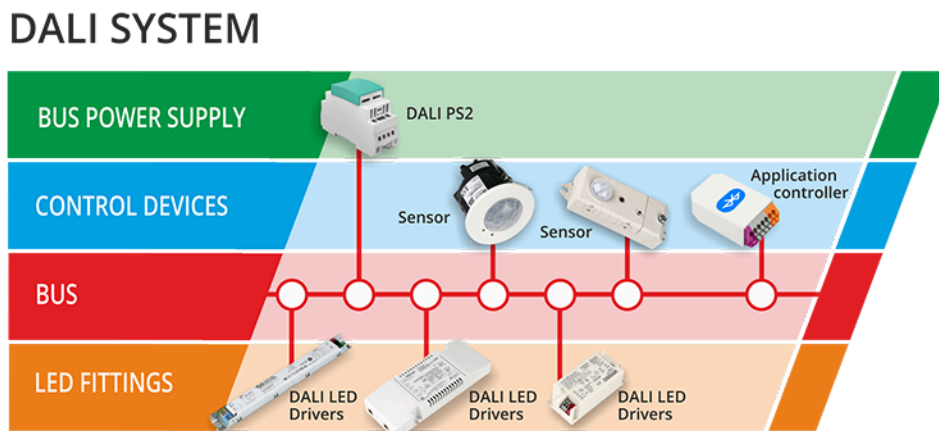 DALI SYSTEM
BUS POWER SUPPLY
DALI PS2
CONTROL DEVICES
Sensor
Sensor
Application
controller
BUS
LED FITTINGS
DALI LED
Drivers
DALI LED
Drivers
DALI LED
Drivers